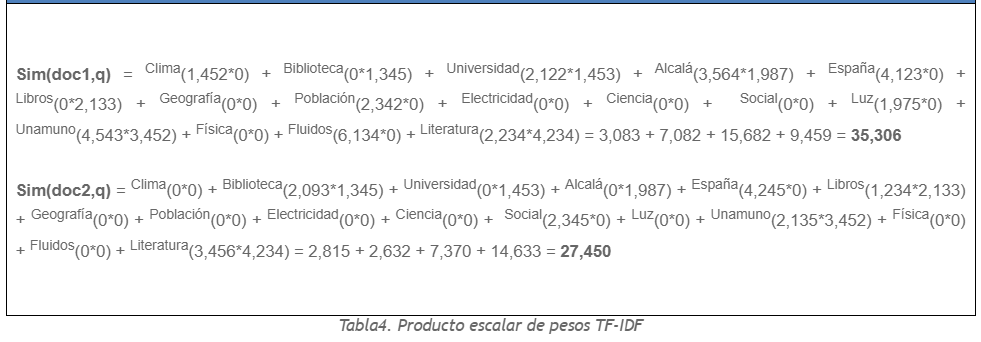 Sim(doc1,q) = Clima(1,452*0) + Biblioteca(0*1,345) + Universidad(2,122*1,453) + Alcalá(3,564*1,987) + España(4,123*0) +
Libros(0*2,133) + Geografía(0*0) + Población(2,342*0) + Electricidad(0*0) + Ciencia(0*0) + Social(0*0) + Luz(1,975*0) +
Unamuno(4,543*3,452) + Física(0*0) + Fluidos(6,134*0) + Literatura(2,234*4,234) = 3,083 + 7,082 + 15,682 + 9,459 = 35,306
Sim(doc2,q) = Clima(0*0) + Biblioteca(2,093*1,345) + Universidad(0*1,453) + Alcalá(0*1,987) + España(4,245*0) + Libros(1,234*2,133)
+ Geografía(0*0) + Población(0*0) + Electricidad(0*0) + Ciencia(0*0) + Social(2,345*0) + Luz(0*0) + Unamuno(2,135*3,452) + Física(0*0)
+ Fluidos(0*0) + Literatura(3,456*4,234) = 2,815 + 2,632 + 7,370 + 14,633 = 27,450
Tabla4. Producto escalar de pesos TF-IDF